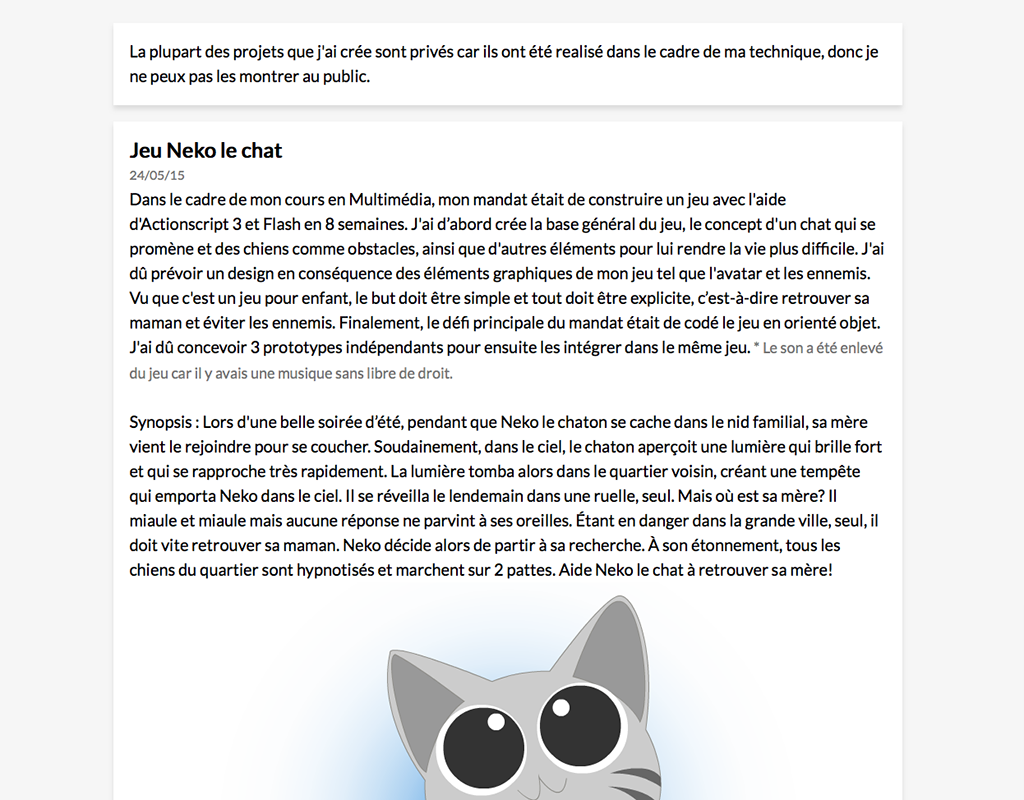 La plupart des projets que j'ai crée sont privés car ils ont été realisé dans le cadre de ma technique, donc je
ne peux pas les montrer au public.
Jeu Neko le chat
24/05/15
Dans le cadre de mon cours en Multimédia, mon mandat était de construire un jeu avec l'aide
d'Actionscript 3 et Flash en 8 semaines. J'ai d’abord crée la base général du jeu, le concept d'un chat qui se
promène et des chiens comme obstacles, ainsi que d'autres éléments pour lui rendre la vie plus difficile. J'ai
dû prévoir un design en conséquence des éléments graphiques de mon jeu tel que l'avatar et les ennemis.
Vu que c'est un jeu pour enfant, le but doit être simple et tout doit être explicite, c’est-à-dire retrouver sa
maman et éviter les ennemis. Finalement, le défi principale du mandat était de codé le jeu en orienté objet.
J'ai dû concevoir 3 prototypes indépendants pour ensuite les intégrer dans le même jeu. * Le son a été enlevé
du jeu car il y avais une musique sans libre de droit.
Synopsis : Lors d'une belle soirée d’été, pendant que Neko le chaton se cache dans le nid familial, sa mère
vient le rejoindre pour se coucher. Soudainement, dans le ciel, le chaton aperçoit une lumière qui brille fort
et qui se rapproche très rapidement. La lumière tomba alors dans le quartier voisin, créant une tempête
qui emporta Neko dans le ciel. Il se réveilla le lendemain dans une ruelle, seul. Mais où est sa mère? Il
miaule et miaule mais aucune réponse ne parvint à ses oreilles. Étant en danger dans la grande ville, seul, il
doit vite retrouver sa maman. Neko décide alors de partir à sa recherche. À son étonnement, tous les
chiens du quartier sont hypnotisés et marchent sur 2 pattes. Aide Neko le chat à retrouver sa mère!